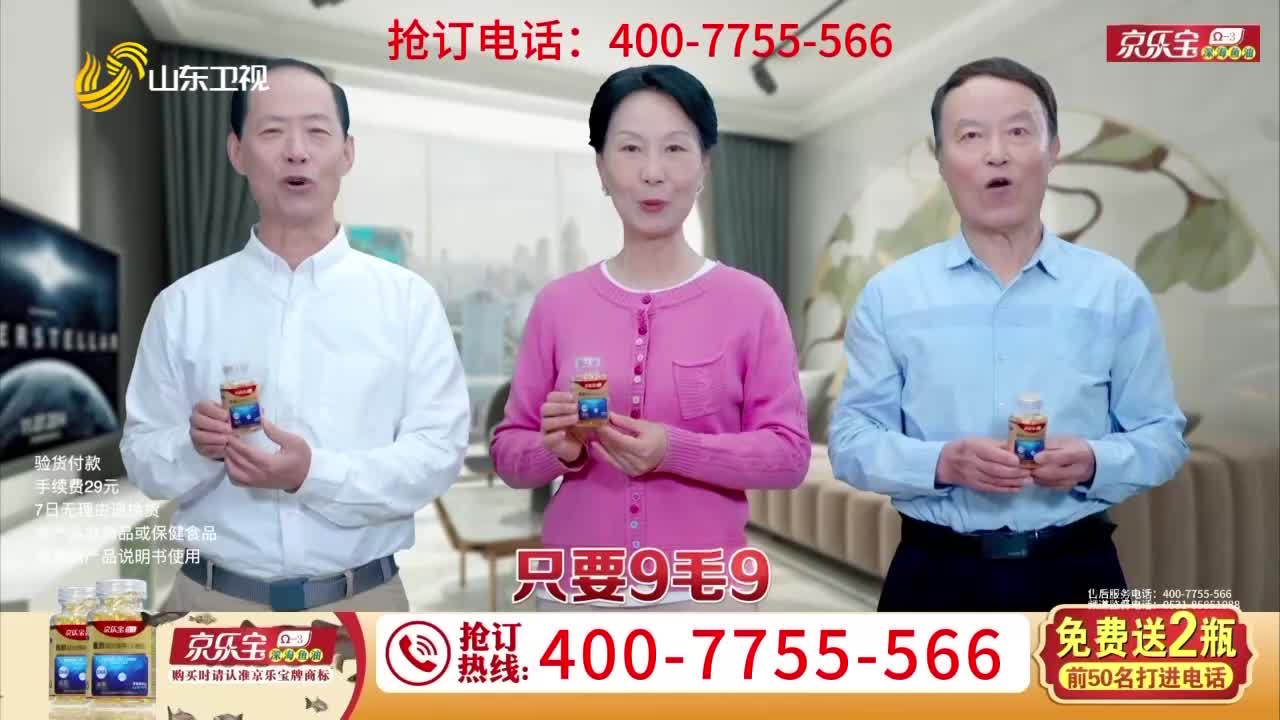 抢订电话：400-7755-566
山东卫视
京乐宝
Ω-3
深海鱼油
ERSTELLAR
验货付款
手续费29元
7日无理由退换货
品或保健食品
产品说明书使用
只要9毛9
售后服务电话：400-7755-566
京乐宝
Ω-3
深海鱼油
购买时请认准京乐宝牌商标
抢订
热线:
400-7755-566
免费送2瓶
前50名打进电话